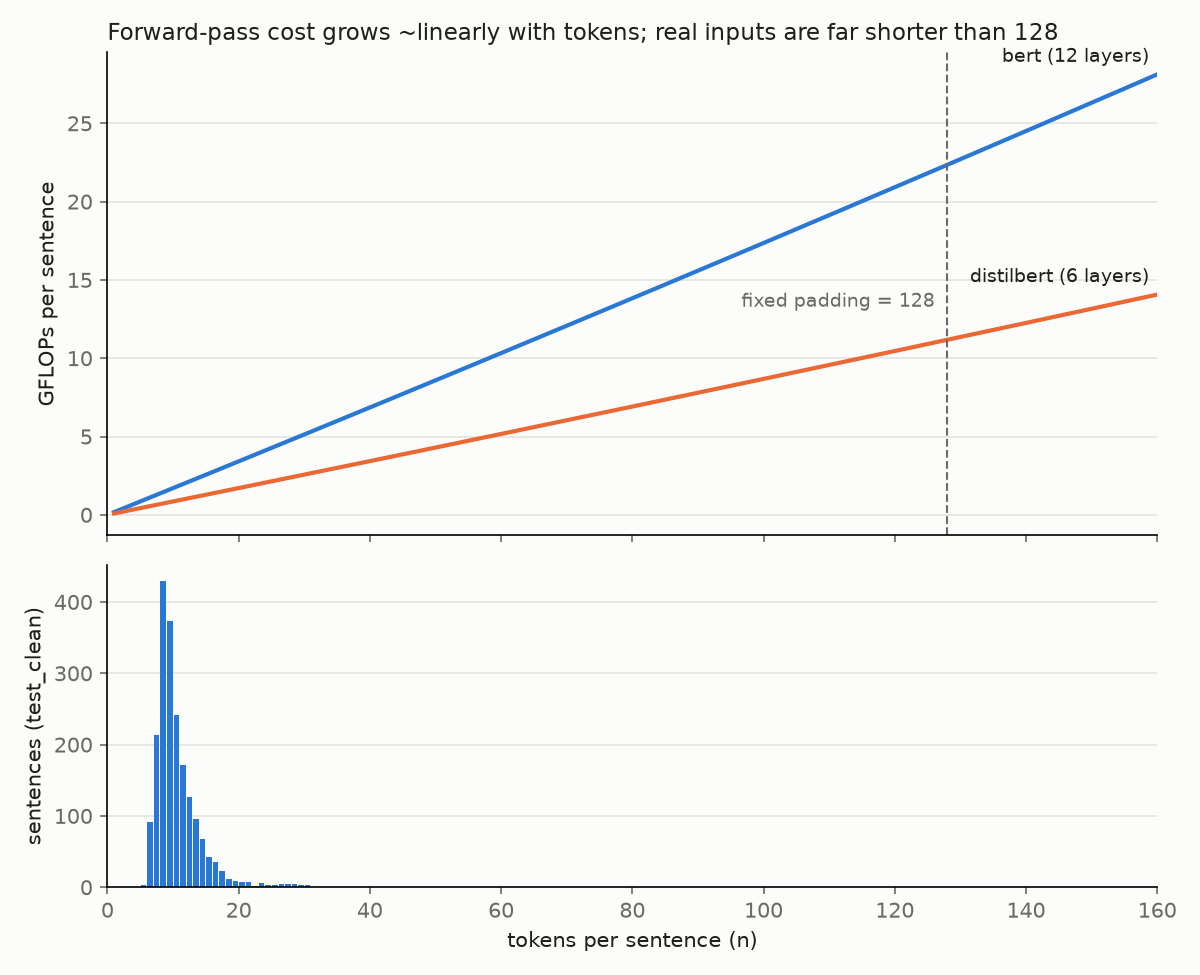 Forward-pass cost grows ~linearly with tokens; real inputs are far shorter than 128
bert (12 layers)
distilbert (6 layers)
fixed padding = 128
GFLOPs per sentence
25
20
15
10
5
0
sentences (test_clean)
400
300
200
100
0
0 20 40 60 80 100 120 140 160
tokens per sentence (n)